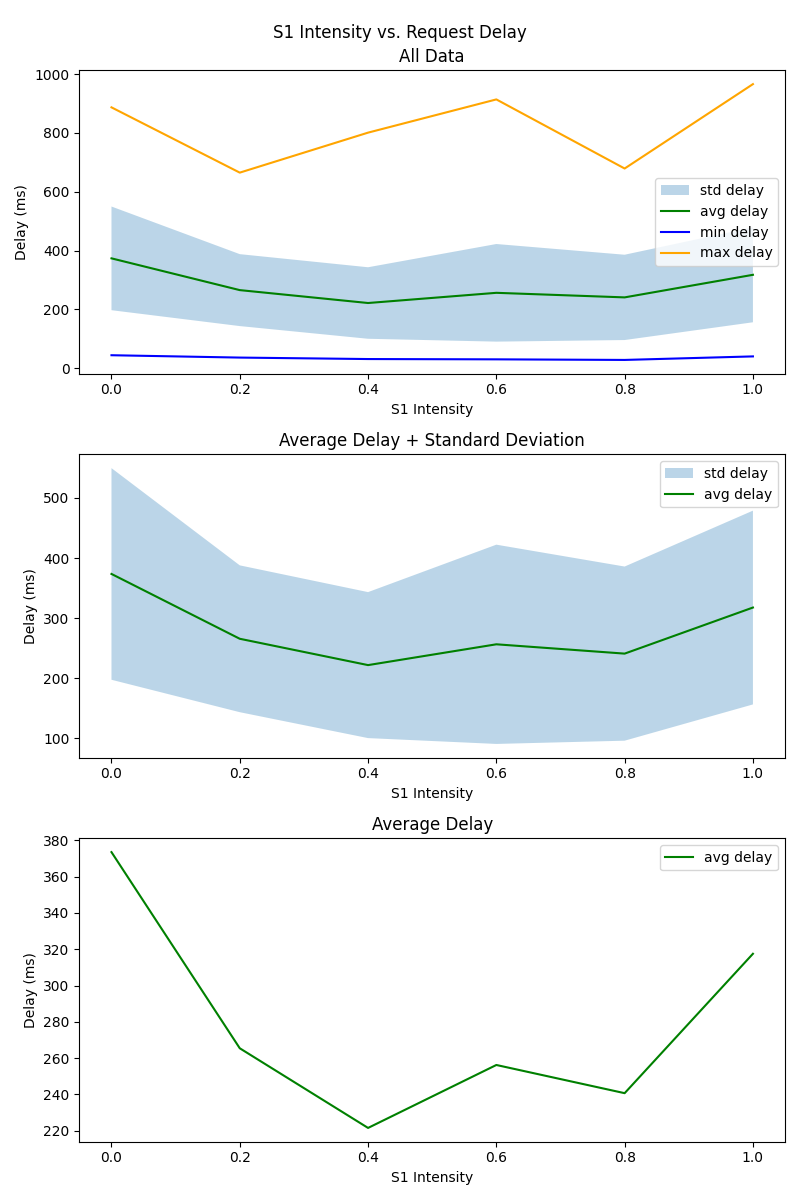 S1 Intensity vs. Request Delay
All Data
1000
800
600
400
200
0
Delay (ms)
std delay
avg delay
min delay
max delay
0.0 0.2 0.4 0.6 0.8 1.0
S1 Intensity
Average Delay + Standard Deviation
500
400
300
200
100
Delay (ms)
std delay
avg delay
0.0 0.2 0.4 0.6 0.8 1.0
S1 Intensity
Average Delay
380
360
340
320
300
280
260
240
220
Delay (ms)
avg delay
0.0 0.2 0.4 0.6 0.8 1.0
S1 Intensity